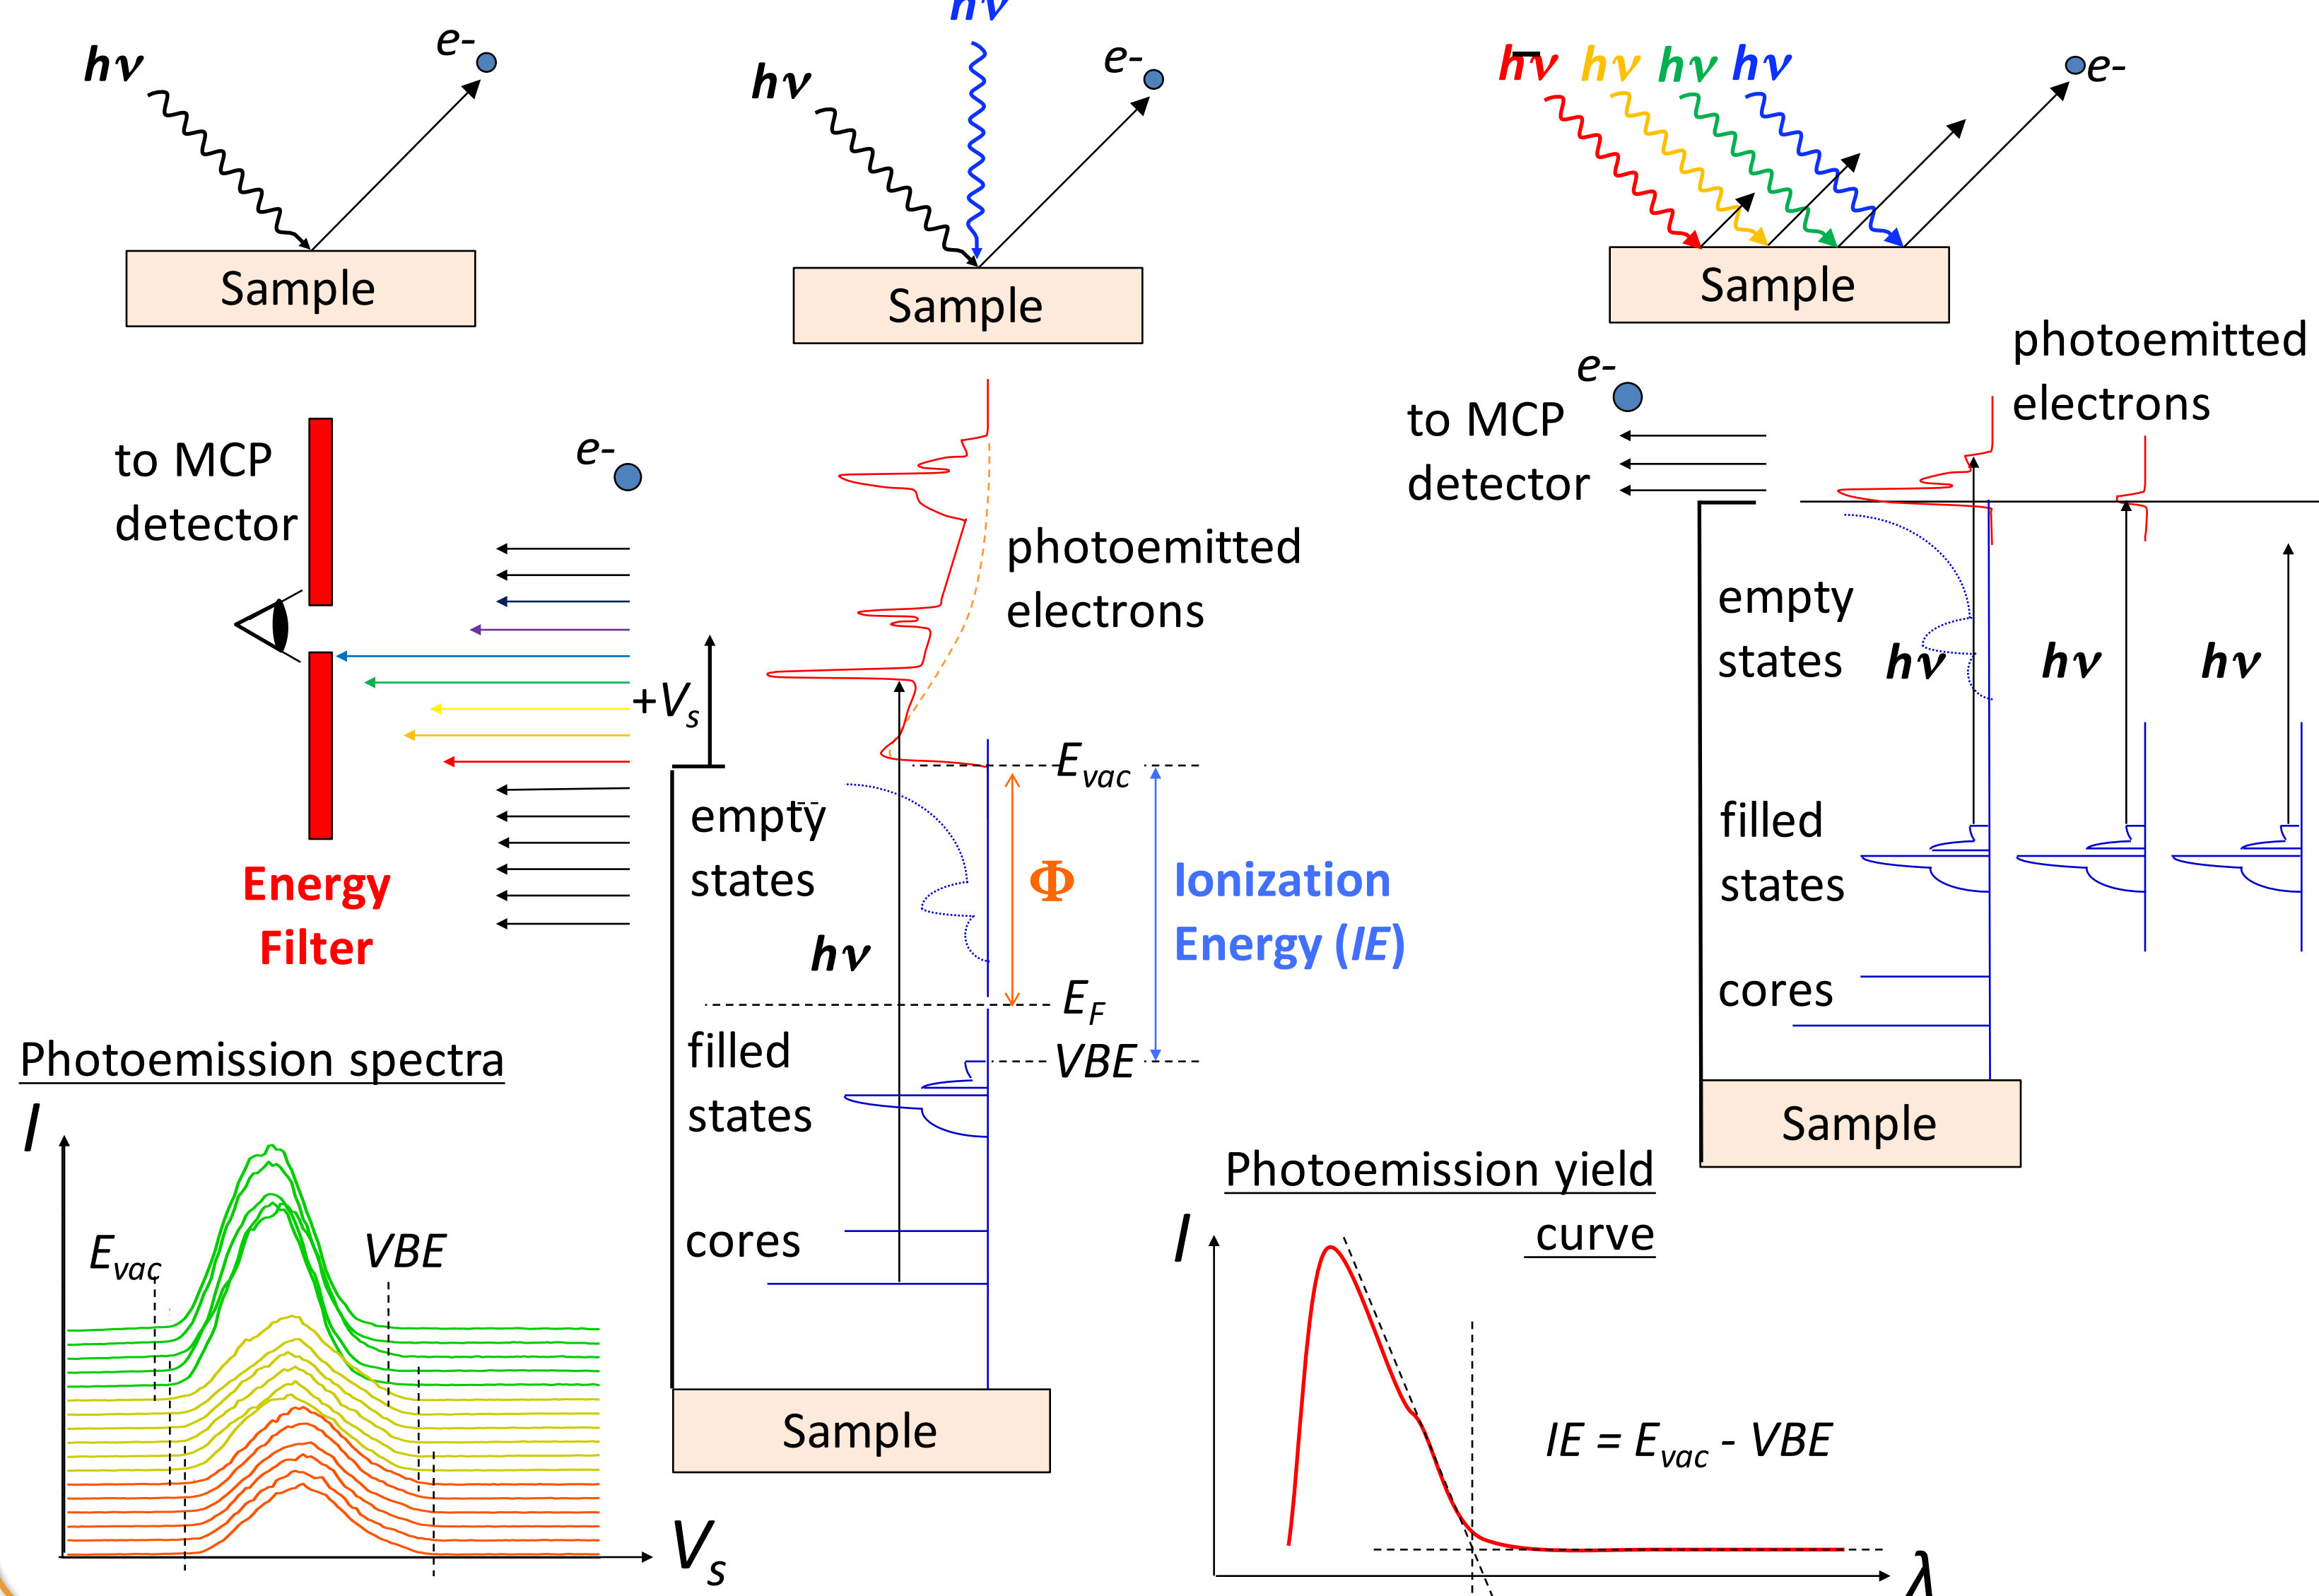 hν
e-
Sample
hν
hν
e-
Sample
hν hν hν hν
e-
Sample
to MCP
detector
e-
Energy
Filter
+Vs
photoemitted
electrons
Evac
empty
states
Φ
Ionization
Energy (IE)
hν
EF
filled
states
VBE
cores
Sample
e-
to MCP
detector
photoemitted
electrons
empty
states
hν
hν
hν
filled
states
cores
Sample
Photoemission spectra
I
Evac
VBE
Vs
Photoemission yield
curve
I
IE = Evac - VBE
λ